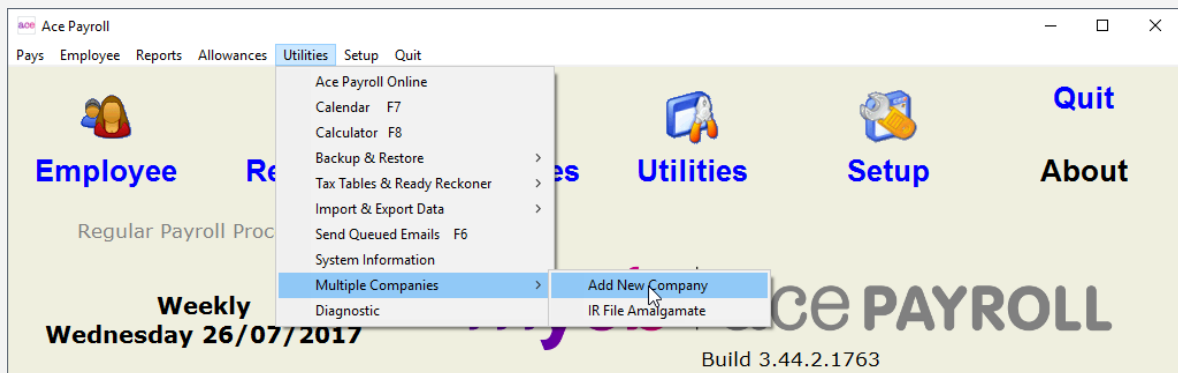 ace Ace Payroll
Pays Employee Reports Allowances Utilities Setup Quit
Ace Payroll Online
Calendar F7
Calculator F8
Backup & Restore
Tax Tables & Ready Reckoner
Import & Export Data
Send Queued Emails F6
System Information
Multiple Companies
Diagnostic
Add New Company
IR File Amalgamate
Employee
Utilities
Setup
Quit
About
Regular Payroll
Weekly
Wednesday 26/07/2017
ace PAYROLL
Build 3.44.2.1763